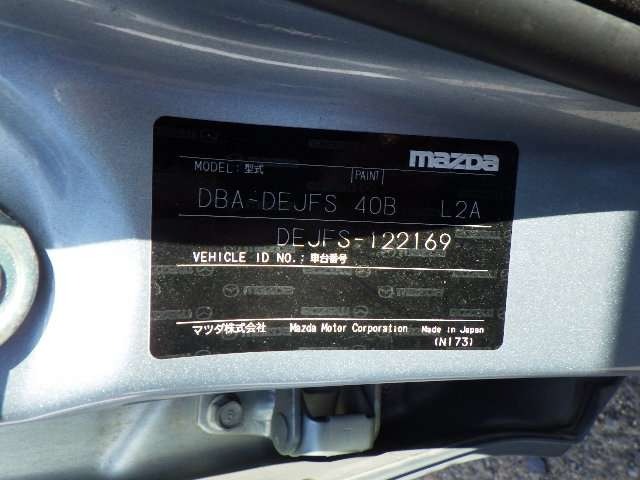 mazda
MODEL:型式 PAINT
DBA-DEJFS 40B L2A
DEJFS-122169
VEHICLE ID NO.:車台番号
マツダ株式会社 Mazda Motor Corporation Made in Japan
(N173)